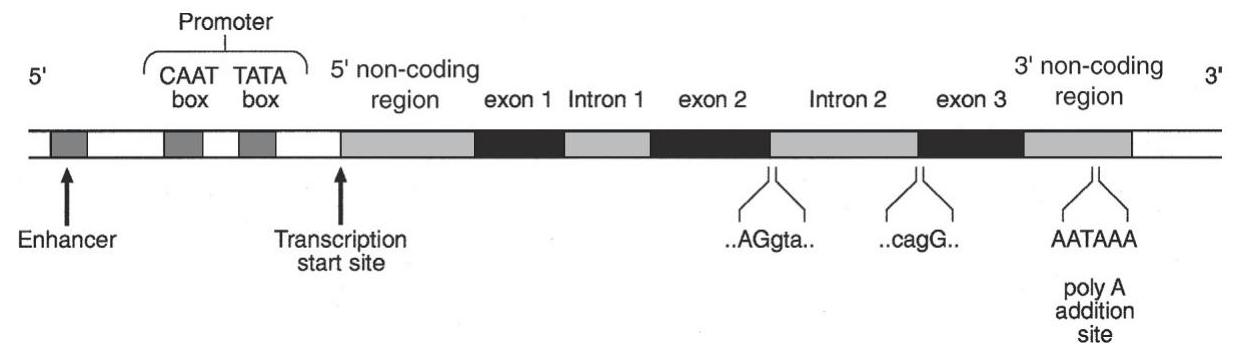 Promoter
5'
CAAT
box
TATA
box
5' non-coding
region
exon 1
Intron 1
exon 2
Intron 2
exon 3
3' non-coding
region
3'
Enhancer
Transcription
start site
..AGgta..
..cagG..
AATAAA
poly A
addition
site